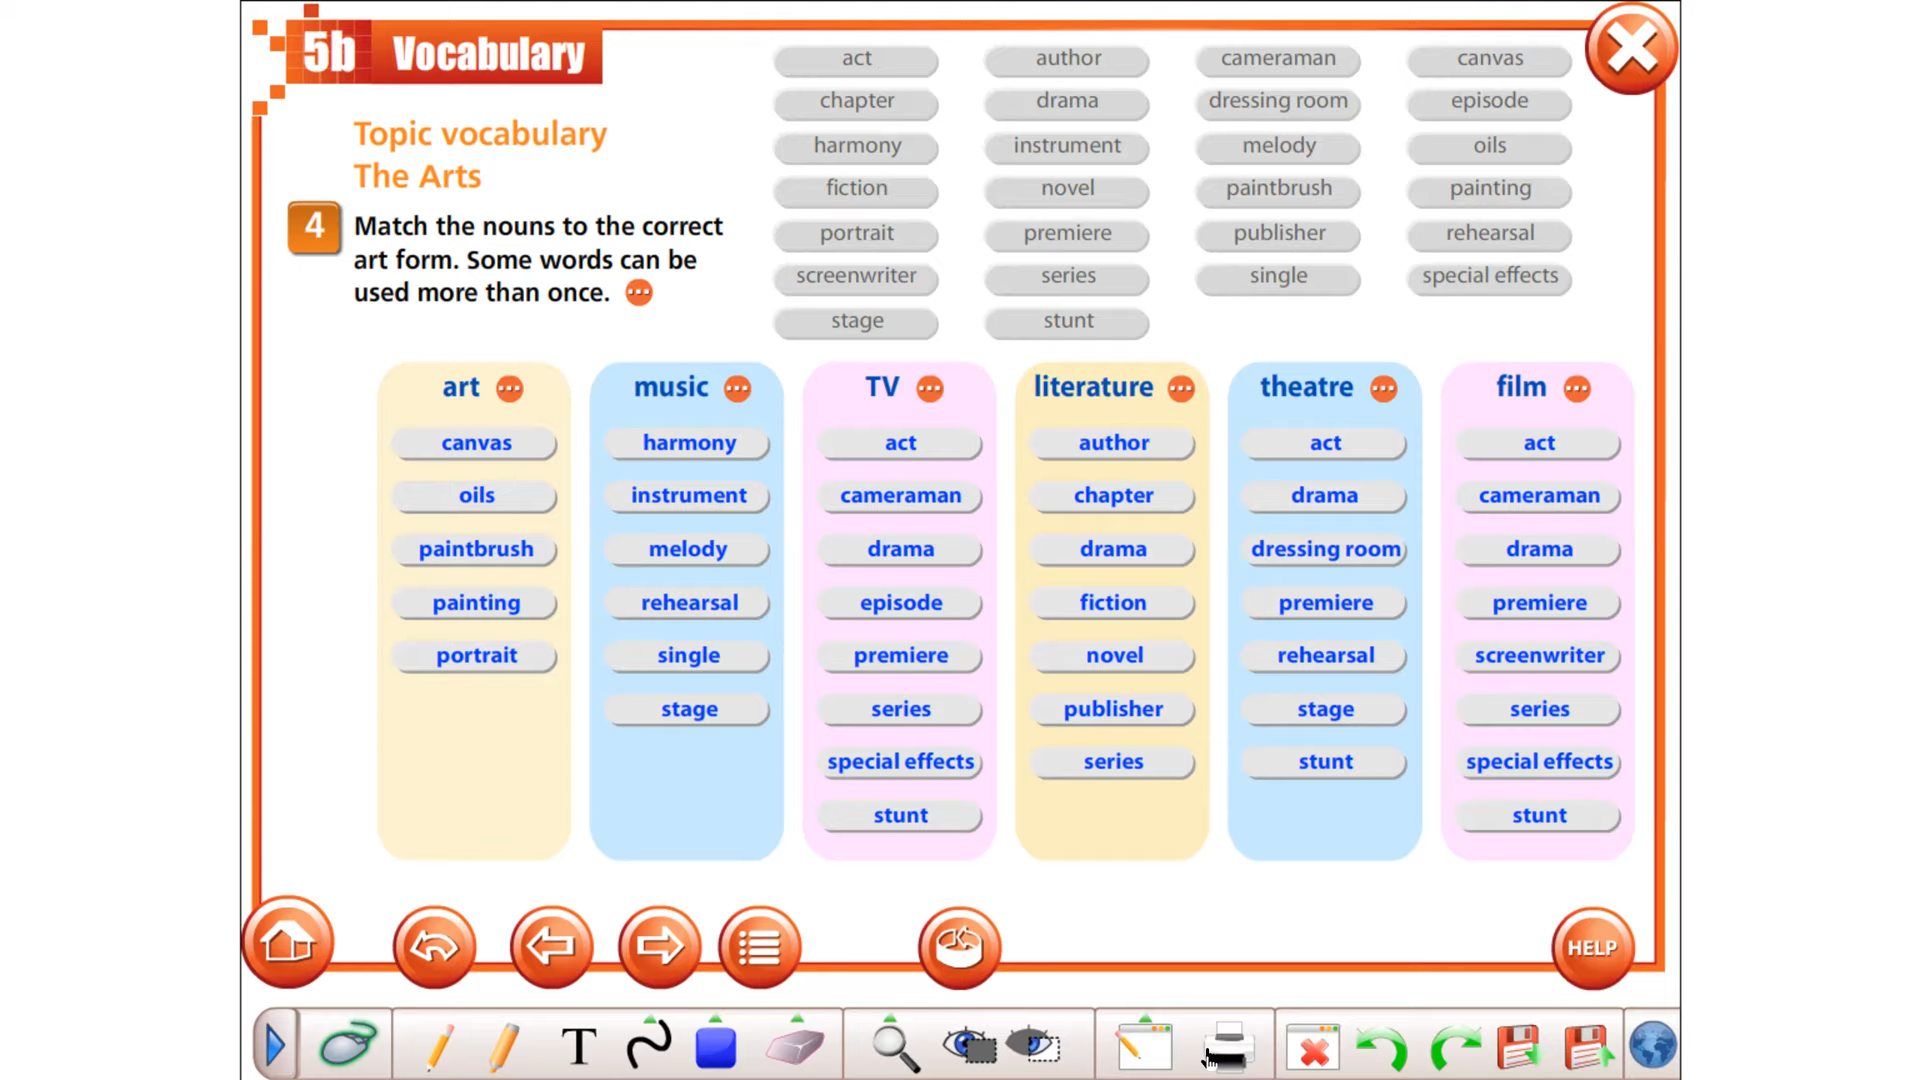 5b Vocabulary
Topic vocabulary
The Arts
4 Match the nouns to the correct
art form. Some words can be
used more than once.
act author cameraman canvas
chapter drama dressing room episode
harmony instrument melody oils
fiction novel paintbrush painting
portrait premiere publisher rehearsal
screenwriter series single special effects
stage stunt
art
canvas
oils
paintbrush
painting
portrait
music
harmony
instrument
melody
rehearsal
single
stage
TV
act
cameraman
drama
episode
premiere
series
special effects
stunt
literature
author
chapter
drama
fiction
novel
publisher
series
theatre
act
drama
dressing room
premiere
rehearsal
stage
stunt
film
act
cameraman
drama
premiere
screenwriter
series
special effects
stunt
HELP
T